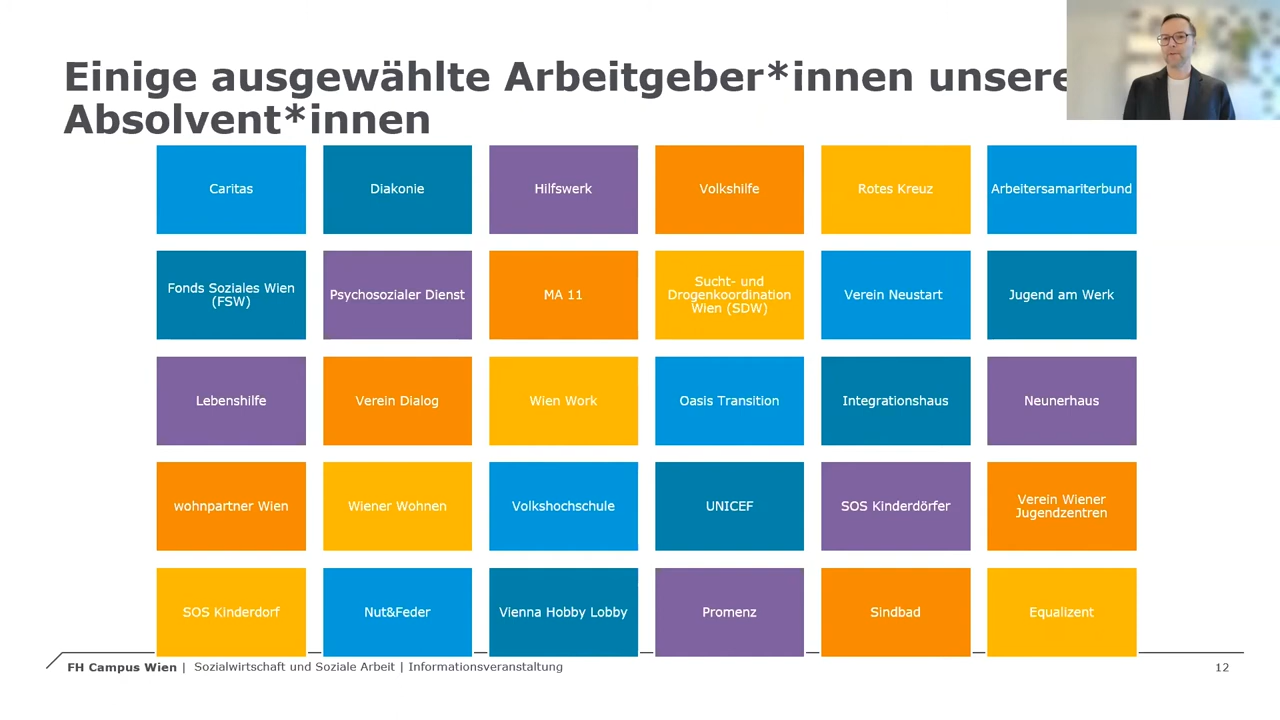 Einige ausgewählte Arbeitgeber*innen unsere
Absolvent*innen
Caritas
Diakonie
Hilfswerk
Volkshilfe
Rotes Kreuz
Arbeitersamariterbund
Fonds Soziales Wien
(FSW)
Psychosozialer Dienst
MA 11
Sucht- und
Drogenkoordination
Wien (SDW)
Verein Neustart
Jugend am Werk
Lebenshilfe
Verein Dialog
Wien Work
Oasis Transition
Integrationshaus
Neunerhaus
wohnpartner Wien
Wiener Wohnen
Volkshochschule
UNICEF
SOS Kinderdörfer
Verein Wiener
Jugendzentren
SOS Kinderdorf
Nut&Feder
Vienna Hobby Lobby
Promenz
Sindbad
Equalizent
FH Campus Wien | Sozialwirtschaft und Soziale Arbeit | Informationsveranstaltung
12